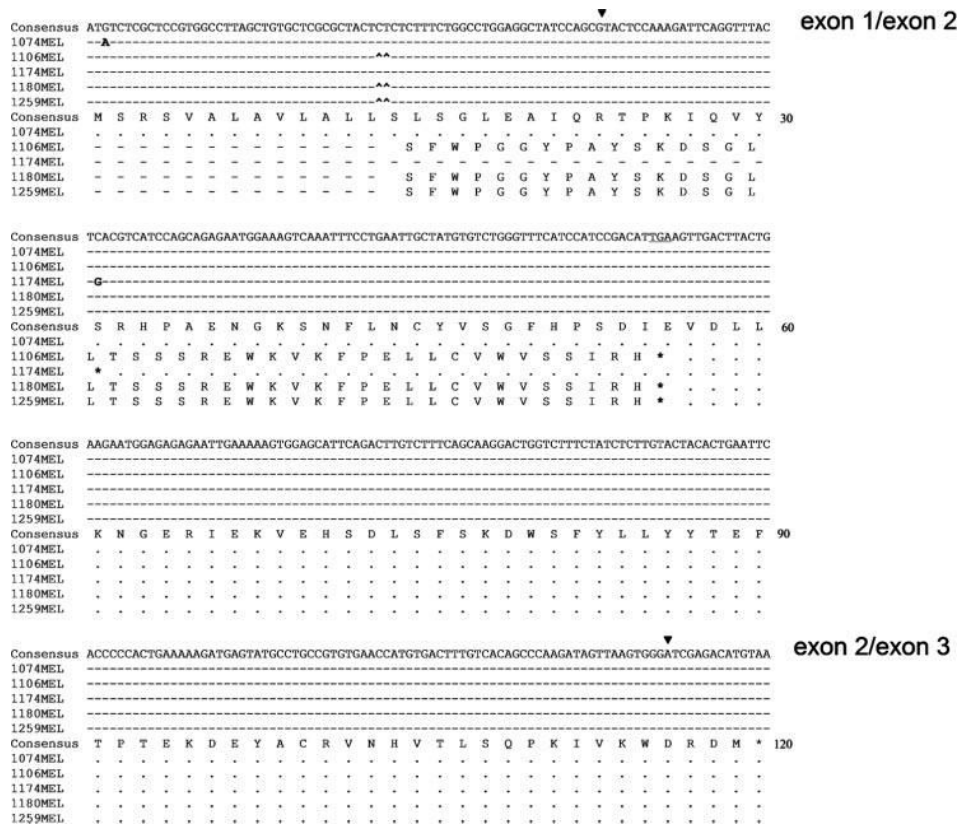 ▼ exon 1/exon 2
Consensus ATGTCTCGCTCCGTGGCCTTAGCTGTGCTCGCGCTACTCTCTCTTTCTGGCCTGGAGGCTATCCAGCGTACTCCAAAGATTCAGGTTTAC
1074MEL --A---------------------------------------------------------------------------------------
1106MEL --------------------------------------^^--------------------------------------------------
1174MEL ------------------------------------------------------------------------------------------
1180MEL --------------------------------------^^--------------------------------------------------
1259MEL --------------------------------------^^--------------------------------------------------
Consensus M S R S V A L A V L A L L S L S G L E A I Q R T P K I Q V Y 30
1074MEL . . . . . . . . . . . . . . . . . . . . . . . . . . . . . .
1106MEL - - - - - - - - - - - - - - S F W P G G Y P A Y S K D S G L
1174MEL - - - - - - - - - - - - - - - - - - - - - - - - - - - - - -
1180MEL - - - - - - - - - - - - - - S F W P G G Y P A Y S K D S G L
1259MEL - - - - - - - - - - - - - - S F W P G G Y P A Y S K D S G L
Consensus TCACGTCATCCAGCAGAGAATGGAAAGTCAAATTTCCTGAATTGCTATGTGTCTGGGTTTCATCCATCCGACATTGAAGTTGACTTACTG
1074MEL ------------------------------------------------------------------------------------------
1106MEL ------------------------------------------------------------------------------------------
1174MEL -G----------------------------------------------------------------------------------------
1180MEL ------------------------------------------------------------------------------------------
1259MEL ------------------------------------------------------------------------------------------
Consensus S R H P A E N G K S N F L N C Y V S G F H P S D I E V D L L 60
1074MEL . . . . . . . . . . . . . . . . . . . . . . . . . . . . . .
1106MEL L T S S S R E W K V K F P E L L C V W V S S I R H * . . . .
1174MEL * . . . . . . . . . . . . . . . . . . . . . . . . . . . . .
1180MEL L T S S S R E W K V K F P E L L C V W V S S I R H * . . . .
1259MEL L T S S S R E W K V K F P E L L C V W V S S I R H * . . . .
Consensus AAGAATGGAGAGAGAATTGAAAAAGTGGAGCATTCAGACTTGTCTTTCAGCAAGGACTGGTCTTTCTATCTCTTGTACTACACTGAATTC
1074MEL ------------------------------------------------------------------------------------------
1106MEL ------------------------------------------------------------------------------------------
1174MEL ------------------------------------------------------------------------------------------
1180MEL ------------------------------------------------------------------------------------------
1259MEL ------------------------------------------------------------------------------------------
Consensus K N G E R I E K V E H S D L S F S K D W S F Y L L Y Y T E F 90
1074MEL . . . . . . . . . . . . . . . . . . . . . . . . . . . . . .
1106MEL . . . . . . . . . . . . . . . . . . . . . . . . . . . . . .
1174MEL . . . . . . . . . . . . . . . . . . . . . . . . . . . . . .
1180MEL . . . . . . . . . . . . . . . . . . . . . . . . . . . . . .
1259MEL . . . . . . . . . . . . . . . . . . . . . . . . . . . . . .
▼ exon 2/exon 3
Consensus ACCCCCACTGAAAAAGATGAGTATGCCTGCCGTGTGAACCATGTGACTTTGTCACAGCCCAAGATAGTTAAGTGGGATCGAGACATGTAA
1074MEL ------------------------------------------------------------------------------------------
1106MEL ------------------------------------------------------------------------------------------
1174MEL ------------------------------------------------------------------------------------------
1180MEL ------------------------------------------------------------------------------------------
1259MEL ------------------------------------------------------------------------------------------
Consensus T P T E K D E Y A C R V N H V T L S Q P K I V K W D R D M * 120
1074MEL . . . . . . . . . . . . . . . . . . . . . . . . . . . . . .
1106MEL . . . . . . . . . . . . . . . . . . . . . . . . . . . . . .
1174MEL . . . . . . . . . . . . . . . . . . . . . . . . . . . . . .
1180MEL . . . . . . . . . . . . . . . . . . . . . . . . . . . . . .
1259MEL . . . . . . . . . . . . . . . . . . . . . . . . . . . . . .